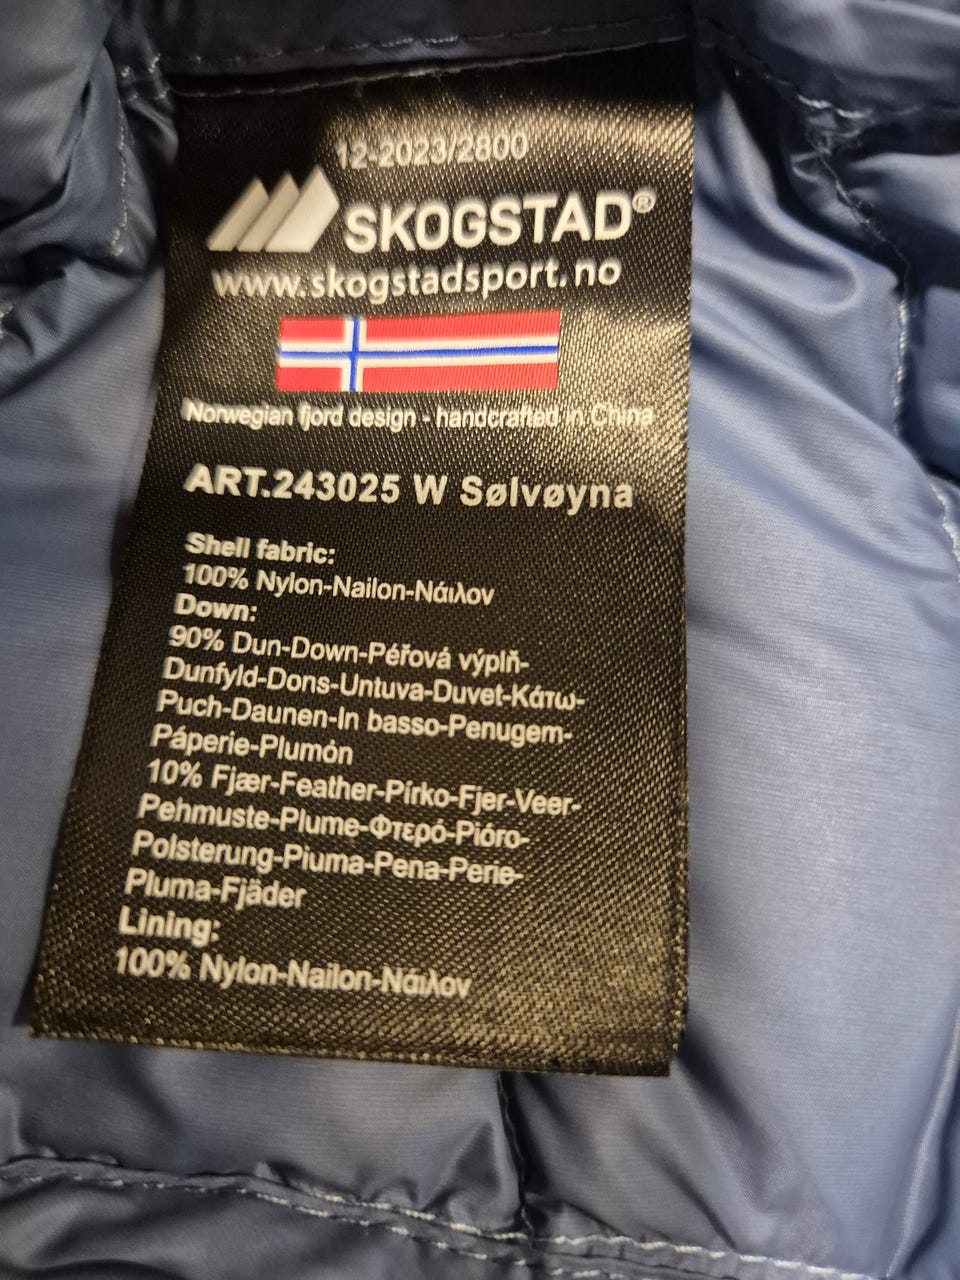 12-2023/2800
SKOGSTAD®
www.skogstadsport.no
Norwegian fjord design - handcrafted in China
ART.243025 W Sølvøyna
Shell fabric:
100% Nylon-Nailon-Νάιλον
Down:
90% Dun-Down-Péřová výplň-
Dunfyld-Dons-Untuva-Duvet-Κάτω-
Puch-Daunen-In basso-Penugem-
Páperie-Plumón
10% Fjær-Feather-Pírko-Fjer-Veer-
Pehmuste-Plume-Φτερό-Pióro-
Polsterung-Piuma-Pena-Perie-
Pluma-Fjäder
Lining:
100% Nylon-Nailon-Νάιλον